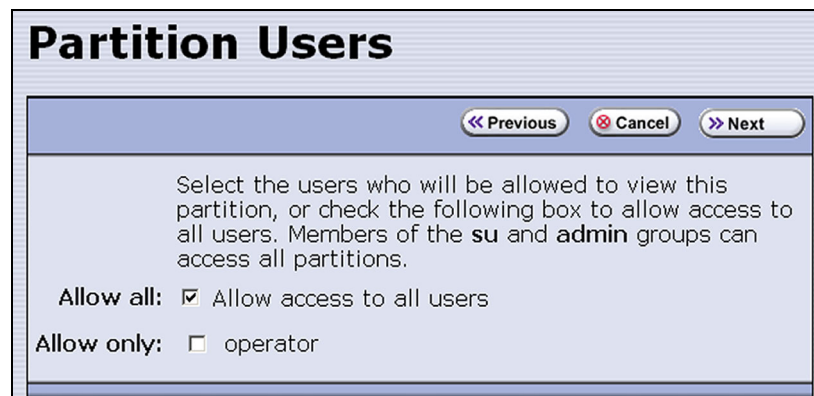 Partition Users
Previous Cancel Next
Select the users who will be allowed to view this
partition, or check the following box to allow access to
all users. Members of the su and admin groups can
access all partitions.
Allow all: Allow access to all users
Allow only: operator